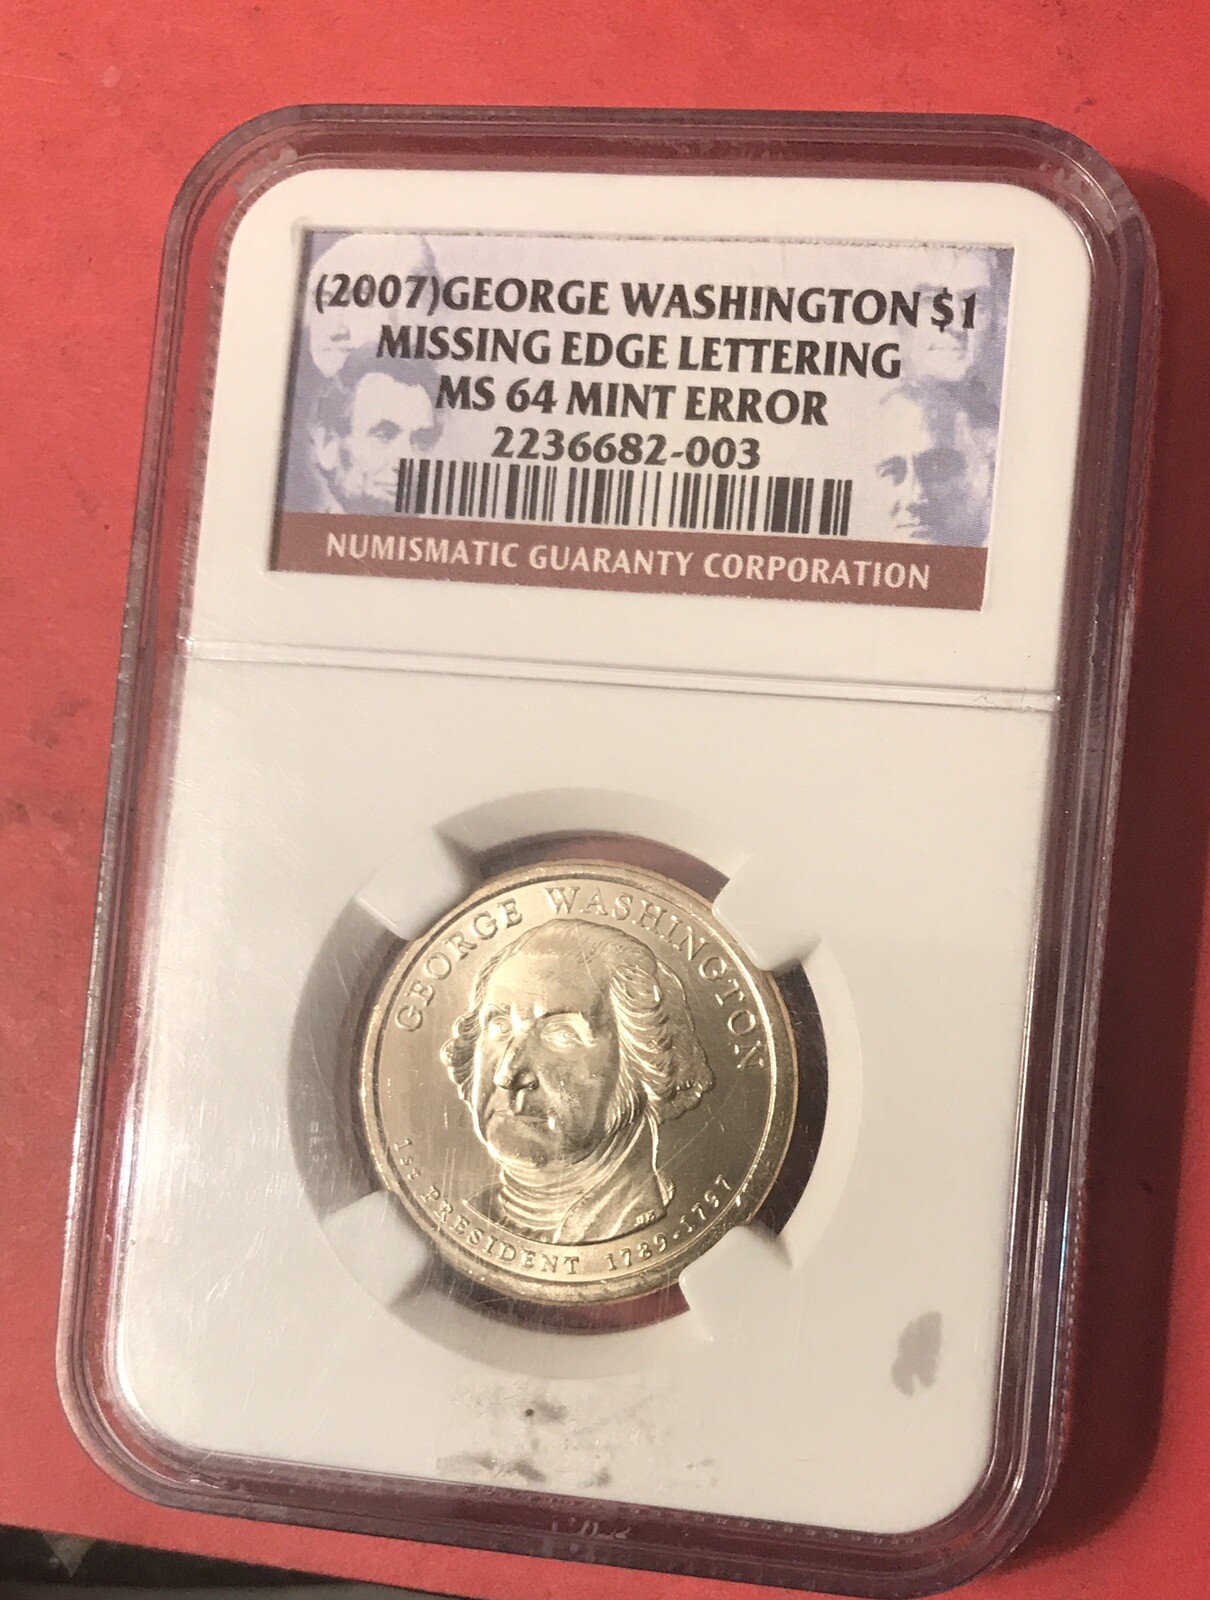 (2007)GEORGE WASHINGTON $1
MISSING EDGE LETTERING
MS 64 MINT ERROR
2236682-003
NUMISMATIC GUARANTY CORPORATION
GEORGE WASHINGTON
1st PRESIDENT 1789-1797